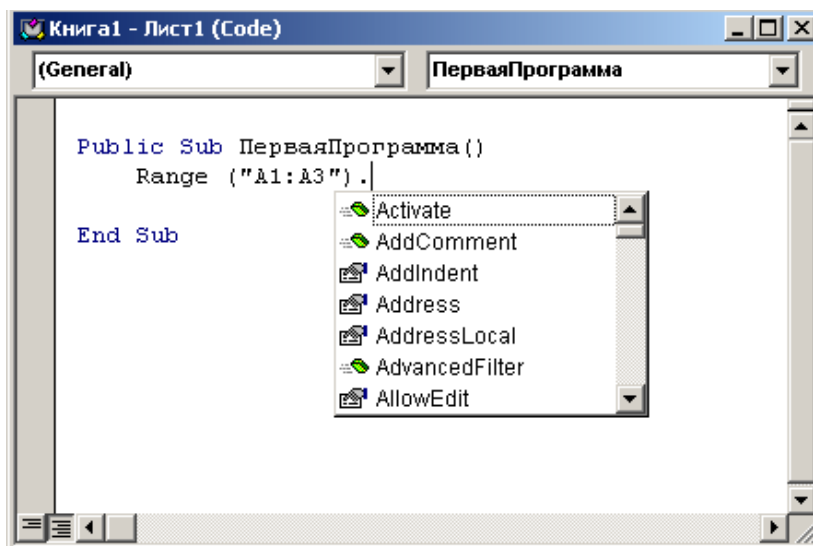 Книга1 - Лист1 (Code)
(General) ПерваяПрограмма
Public Sub ПерваяПрограмма()
Range ("A1:A3").
End Sub
Activate
AddComment
AddIndent
Address
AddressLocal
AdvancedFilter
AllowEdit